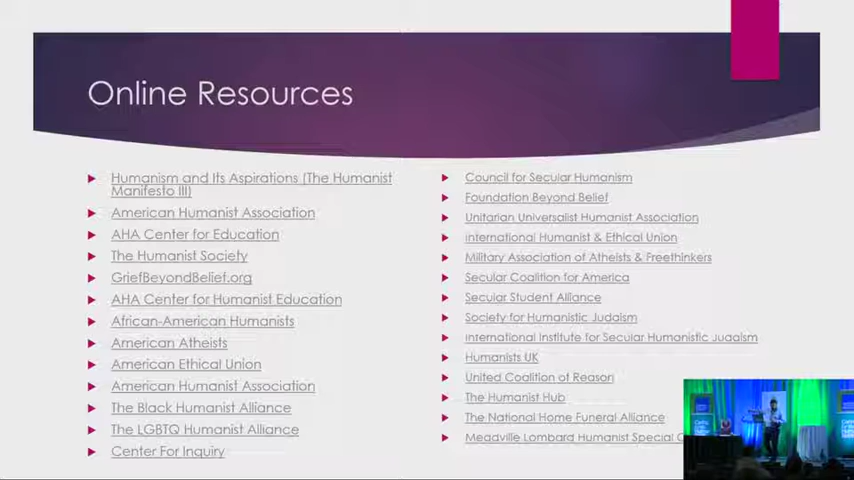 Online Resources
Humanism and Its Aspirations (The Humanist
Manifesto III)
American Humanist Association
AHA Center for Education
The Humanist Society
GriefBeyondBelief.org
AHA Center for Humanist Education
African-American Humanists
American Atheists
American Ethical Union
American Humanist Association
The Black Humanist Alliance
The LGBTQ Humanist Alliance
Center For Inquiry
Council for Secular Humanism
Foundation Beyond Belief
Unitarian Universalist Humanist Association
International Humanist & Ethical Union
Military Association of Atheists & Freethinkers
Secular Coalition for America
Secular Student Alliance
Society for Humanistic Judaism
International Institute for Secular Humanistic Judaism
Humanists UK
United Coalition of Reason
The Humanist Hub
The National Home Funeral Alliance
Meadville Lombard Humanist Special